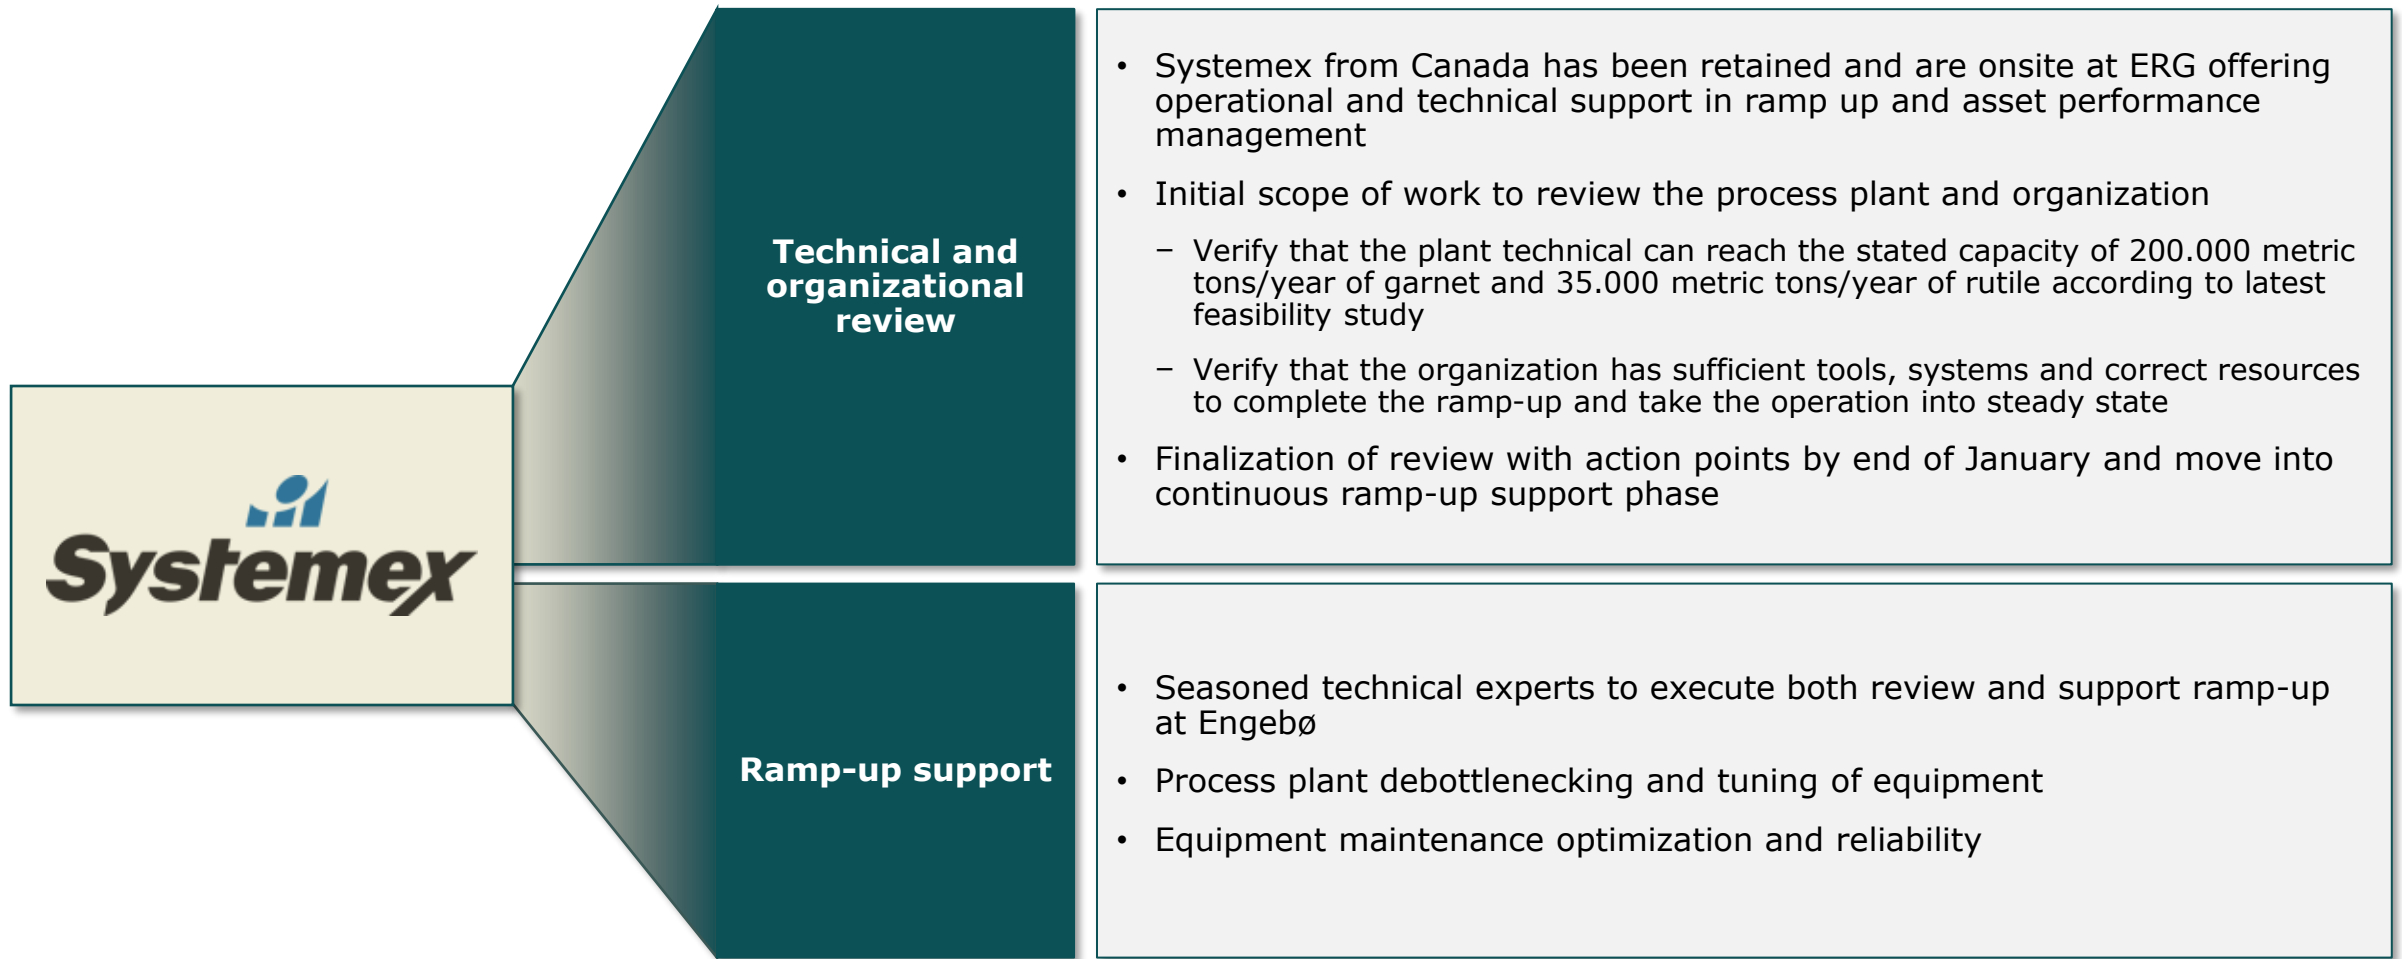 Systemex
Technical and
organizational
review
• Systemex from Canada has been retained and are onsite at ERG offering
operational and technical support in ramp up and asset performance
management
• Initial scope of work to review the process plant and organization
– Verify that the plant technical can reach the stated capacity of 200.000 metric
tons/year of garnet and 35.000 metric tons/year of rutile according to latest
feasibility study
– Verify that the organization has sufficient tools, systems and correct resources
to complete the ramp-up and take the operation into steady state
• Finalization of review with action points by end of January and move into
continuous ramp-up support phase
Ramp-up support
• Seasoned technical experts to execute both review and support ramp-up
at Engebø
• Process plant debottlenecking and tuning of equipment
• Equipment maintenance optimization and reliability